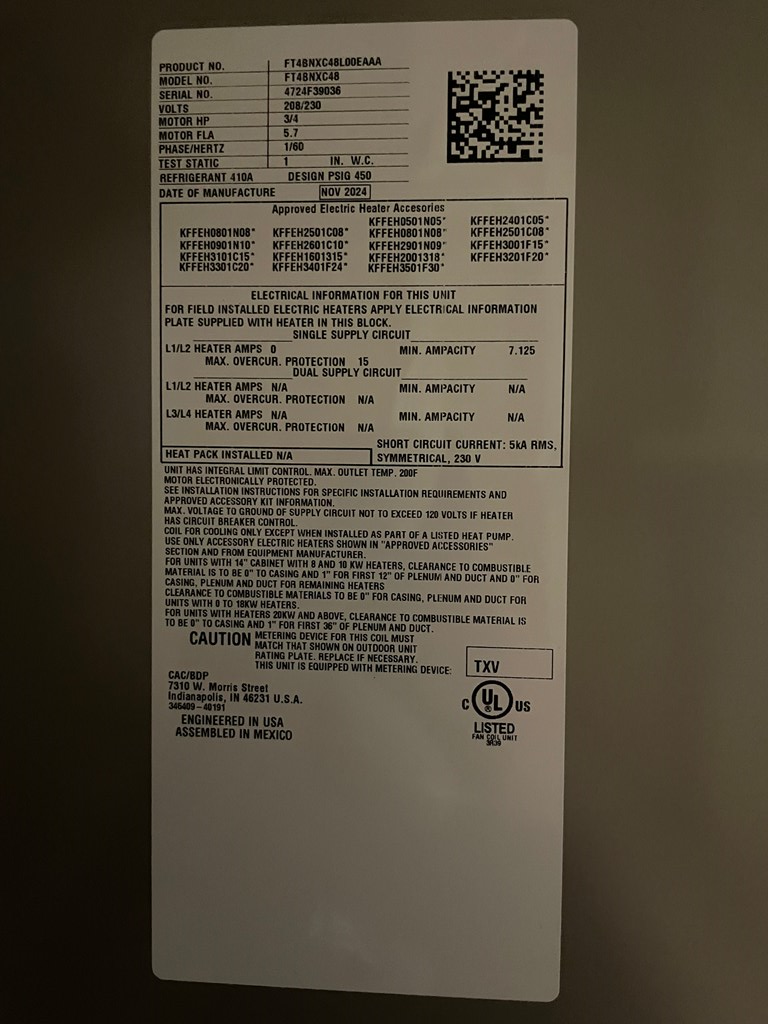 PRODUCT NO. FT4BNXC48L00EAAA
MODEL NO. FT4BNXC48
SERIAL NO. 4724F39036
VOLTS 208/230
MOTOR HP 3/4
MOTOR FLA 5.7
PHASE/HERTZ 1/60
TEST STATIC 1 IN. W.C.
REFRIGERANT 410A DESIGN PSIG 450
DATE OF MANUFACTURE NOV 2024
Approved Electric Heater Accesories
KFFEH0501N05* KFFEH2401C05*
KFFEH0801N08* KFFEH2501C08* KFFEH0801N08* KFFEH2501C08*
KFFEH0901N10* KFFEH2601C10* KFFEH2901N09* KFFEH3001F15*
KFFEH3101C15* KFFEH1601315* KFFEH2001318* KFFEH3201F20*
KFFEH3301C20* KFFEH3401F24* KFFEH3501F30*
ELECTRICAL INFORMATION FOR THIS UNIT
FOR FIELD INSTALLED ELECTRIC HEATERS APPLY ELECTRICAL INFORMATION
PLATE SUPPLIED WITH HEATER IN THIS BLOCK.
SINGLE SUPPLY CIRCUIT
L1/L2 HEATER AMPS 0 MIN. AMPACITY 7.125
MAX. OVERCUR. PROTECTION 15
DUAL SUPPLY CIRCUIT
L1/L2 HEATER AMPS N/A MIN. AMPACITY N/A
MAX. OVERCUR. PROTECTION N/A
L3/L4 HEATER AMPS N/A MIN. AMPACITY N/A
MAX. OVERCUR. PROTECTION N/A
SHORT CIRCUIT CURRENT: 5kA RMS,
HEAT PACK INSTALLED N/A SYMMETRICAL, 230 V
UNIT HAS INTEGRAL LIMIT CONTROL. MAX. OUTLET TEMP. 200F
MOTOR ELECTRONICALLY PROTECTED.
SEE INSTALLATION INSTRUCTIONS FOR SPECIFIC INSTALLATION REQUIREMENTS AND
APPROVED ACCESSORY KIT INFORMATION.
MAX. VOLTAGE TO GROUND OF SUPPLY CIRCUIT NOT TO EXCEED 120 VOLTS IF HEATER
HAS CIRCUIT BREAKER CONTROL.
COIL FOR COOLING ONLY EXCEPT WHEN INSTALLED AS PART OF A LISTED HEAT PUMP.
USE ONLY ACCESSORY ELECTRIC HEATERS SHOWN IN "APPROVED ACCESSORIES"
SECTION AND FROM EQUIPMENT MANUFACTURER.
FOR UNITS WITH 14" CABINET WITH 8 AND 10 KW HEATERS, CLEARANCE TO COMBUSTIBLE
MATERIAL IS TO BE 0" TO CASING AND 1" FOR FIRST 12" OF PLENUM AND DUCT AND 0" FOR
CASING, PLENUM AND DUCT FOR REMAINING HEATERS
CLEARANCE TO COMBUSTIBLE MATERIALS TO BE 0" FOR CASING, PLENUM AND DUCT FOR
UNITS WITH 0 TO 18KW HEATERS.
FOR UNITS WITH HEATERS 20KW AND ABOVE, CLEARANCE TO COMBUSTIBLE MATERIAL IS
TO BE 0" TO CASING AND 1" FOR FIRST 36" OF PLENUM AND DUCT.
CAUTION METERING DEVICE FOR THIS COIL MUST
MATCH THAT SHOWN ON OUTDOOR UNIT
RATING PLATE. REPLACE IF NECESSARY.
THIS UNIT IS EQUIPPED WITH METERING DEVICE: TXV
CAC/BDP
7310 W. Morris Street
Indianapolis, IN 46231 U.S.A.
346409-40191
ENGINEERED IN USA
ASSEMBLED IN MEXICO
C UL US
LISTED
FAN COIL UNIT
3R39